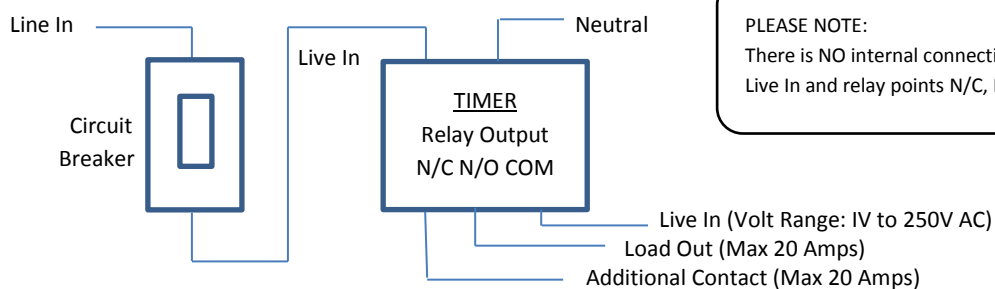 Line In
Neutral
PLEASE NOTE:
There is NO internal
Live In and relay points N/C,
Live In
Circuit
Breaker
TIMER
Relay Output
N/C N/O COM
Live In (Volt Range: IV to 250V AC)
Load Out (Max 20 Amps)
Additional Contact (Max 20 Amps)